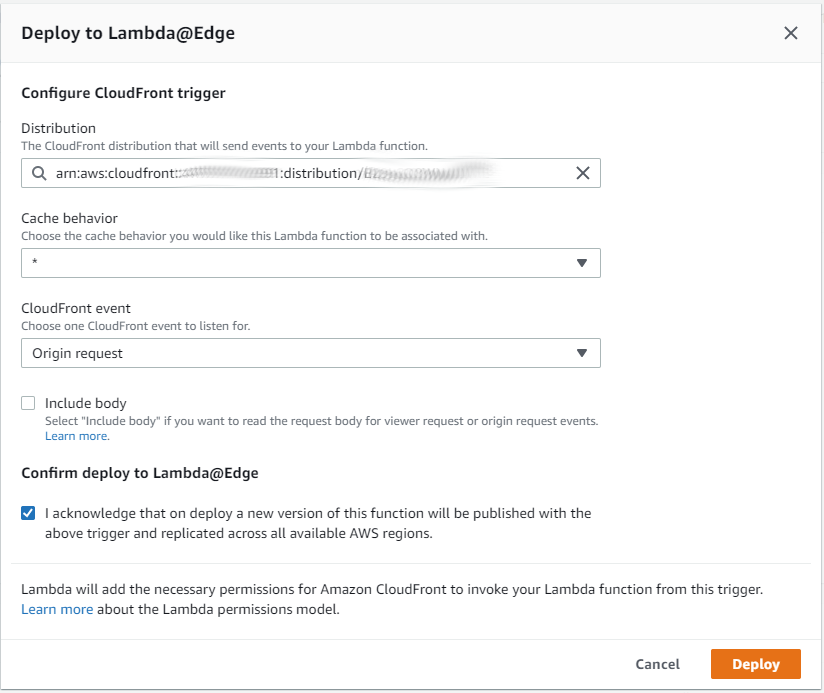 Deploy to Lambda@Edge
Configure CloudFront trigger
Distribution
The CloudFront distribution that will send events to your Lambda function.
arn:aws:cloudfront:: 1:distribution/
Cache behavior
Choose the cache behavior you would like this Lambda function to be associated with.
*
CloudFront event
Choose one CloudFront event to listen for.
Origin request
Include body
Select "Include body" if you want to read the request body for viewer request or origin request events.
Learn more.
Confirm deploy to Lambda@Edge
I acknowledge that on deploy a new version of this function will be published with the
above trigger and replicated across all available AWS regions.
Lambda will add the necessary permissions for Amazon CloudFront to invoke your Lambda function from this trigger.
Learn more about the Lambda permissions model.
Cancel Deploy